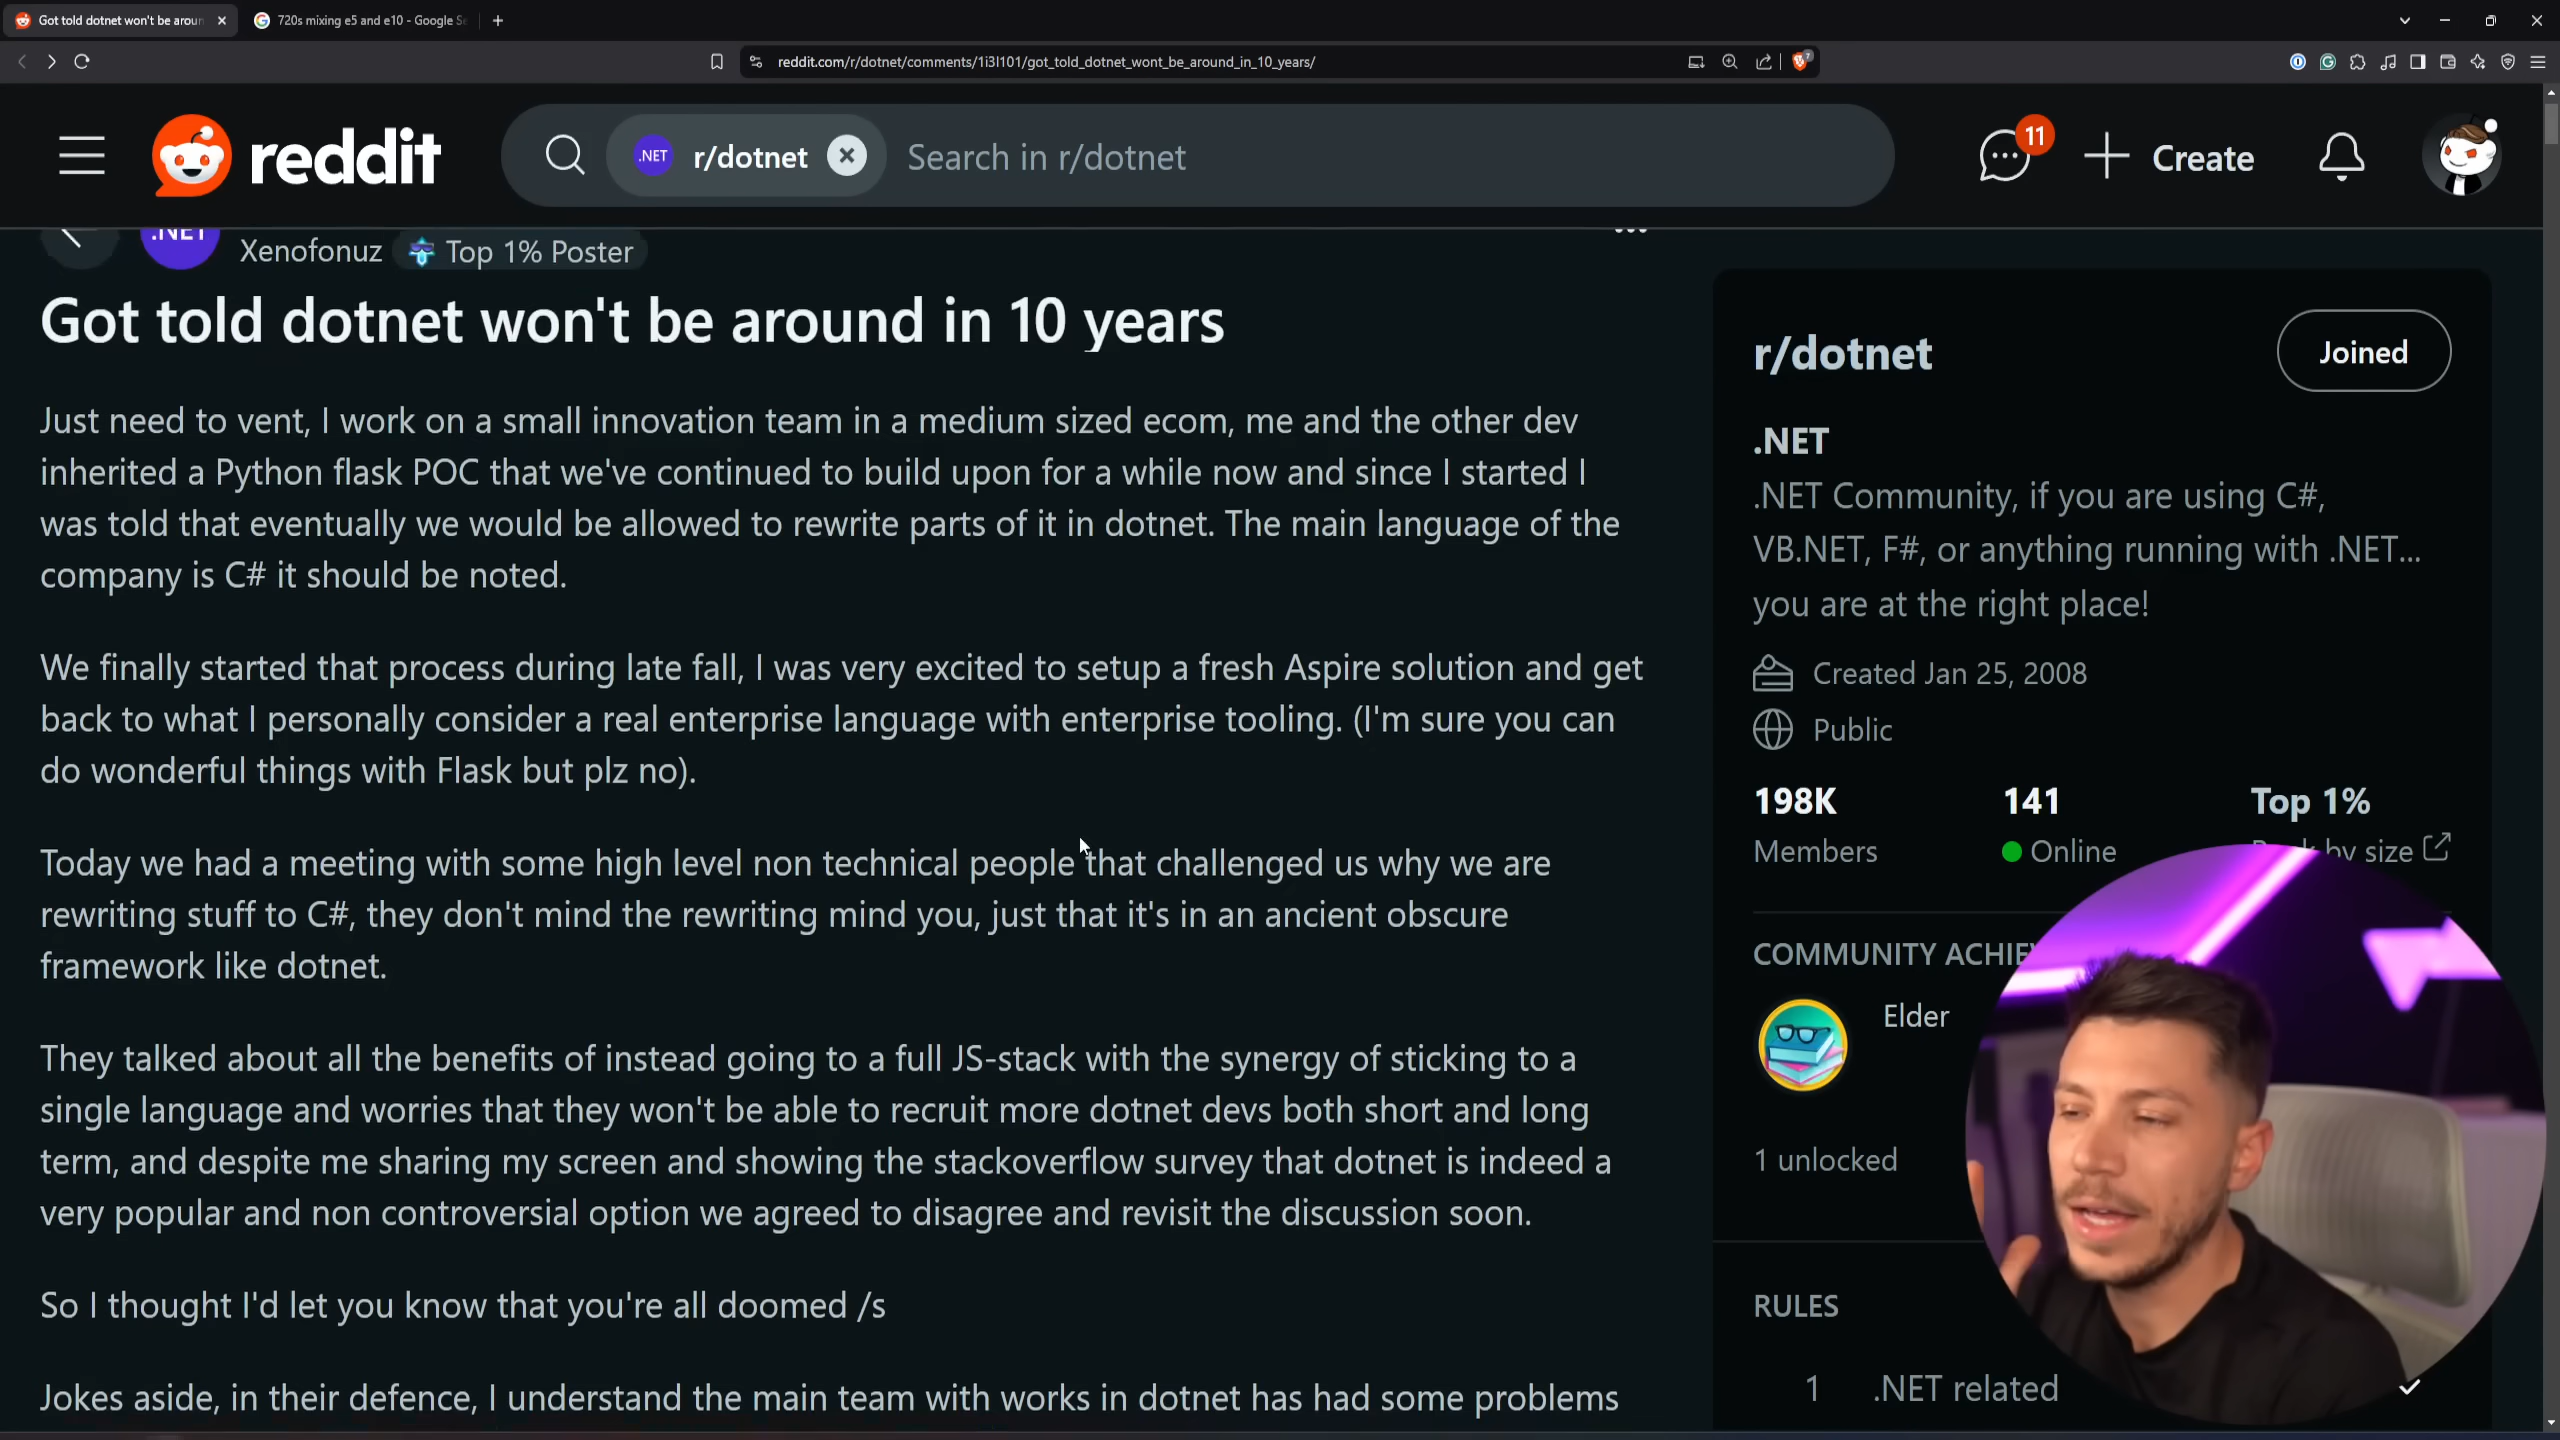 Got told dotnet won't be aroun
720s mixing e5 and e10 - Google Se
reddit.com/r/dotnet/comments/1i3l101/got_told_dotnet_wont_be_around_in_10_years/
7
reddit
.NET
r/dotnet
Search in r/dotnet
11
Create
.NET
Xenofonuz
Top 1% Poster
Got told dotnet won't be around in 10 years
Just need to vent, I work on a small innovation team in a medium sized ecom, me and the other dev
inherited a Python flask POC that we've continued to build upon for a while now and since I started I
was told that eventually we would be allowed to rewrite parts of it in dotnet. The main language of the
company is C# it should be noted.
We finally started that process during late fall, I was very excited to setup a fresh Aspire solution and get
back to what I personally consider a real enterprise language with enterprise tooling. (I'm sure you can
do wonderful things with Flask but plz no).
Today we had a meeting with some high level non technical people that challenged us why we are
rewriting stuff to C#, they don't mind the rewriting mind you, just that it's in an ancient obscure
framework like dotnet.
They talked about all the benefits of instead going to a full JS-stack with the synergy of sticking to a
single language and worries that they won't be able to recruit more dotnet devs both short and long
term, and despite me sharing my screen and showing the stackoverflow survey that dotnet is indeed a
very popular and non controversial option we agreed to disagree and revisit the discussion soon.
So I thought I'd let you know that you're all doomed /s
Jokes aside, in their defence, I understand the main team with works in dotnet has had some problems
r/dotnet
Joined
.NET
.NET Community, if you are using C#,
VB.NET, F#, or anything running with .NET...
you are at the right place!
Created Jan 25, 2008
Public
198K
141
Top 1%
Members
Online
by size
COMMUNITY ACHIE
Elder
1 unlocked
RULES
1
.NET related